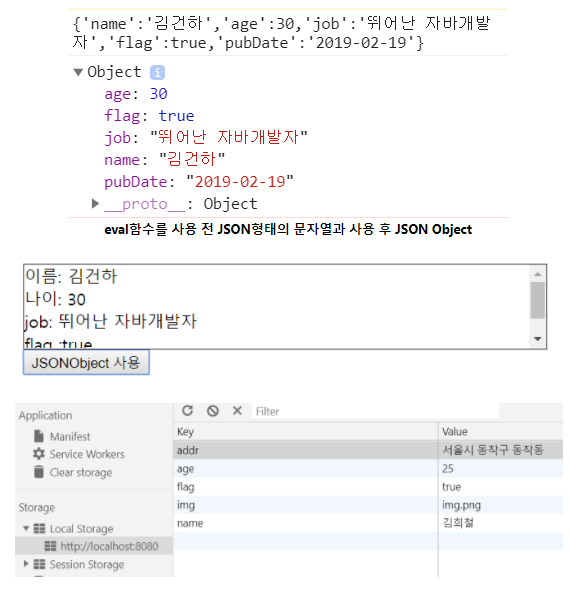 {'name':'김건하','age':30,'job':'뛰어난 자바개발
자','flag':true,'pubDate':'2019-02-19'}
Object i
age: 30
flag: true
job: "뛰어난 자바개발자"
name: "김건하"
pubDate: "2019-02-19"
__proto__: Object
eval함수를 사용 전 JSON형태의 문자열과 사용 후 JSON Object
이름: 김건하
나이: 30
job: 뛰어난 자바개발자
flag :true
JSONObject 사용
Application
Filter
Manifest
Key Value
Service Workers
addr 서울시 동작구 동작동
Clear storage
age 25
flag true
Storage
img img.png
Local Storage
name 김희철
http://localhost:8080
Session Storage